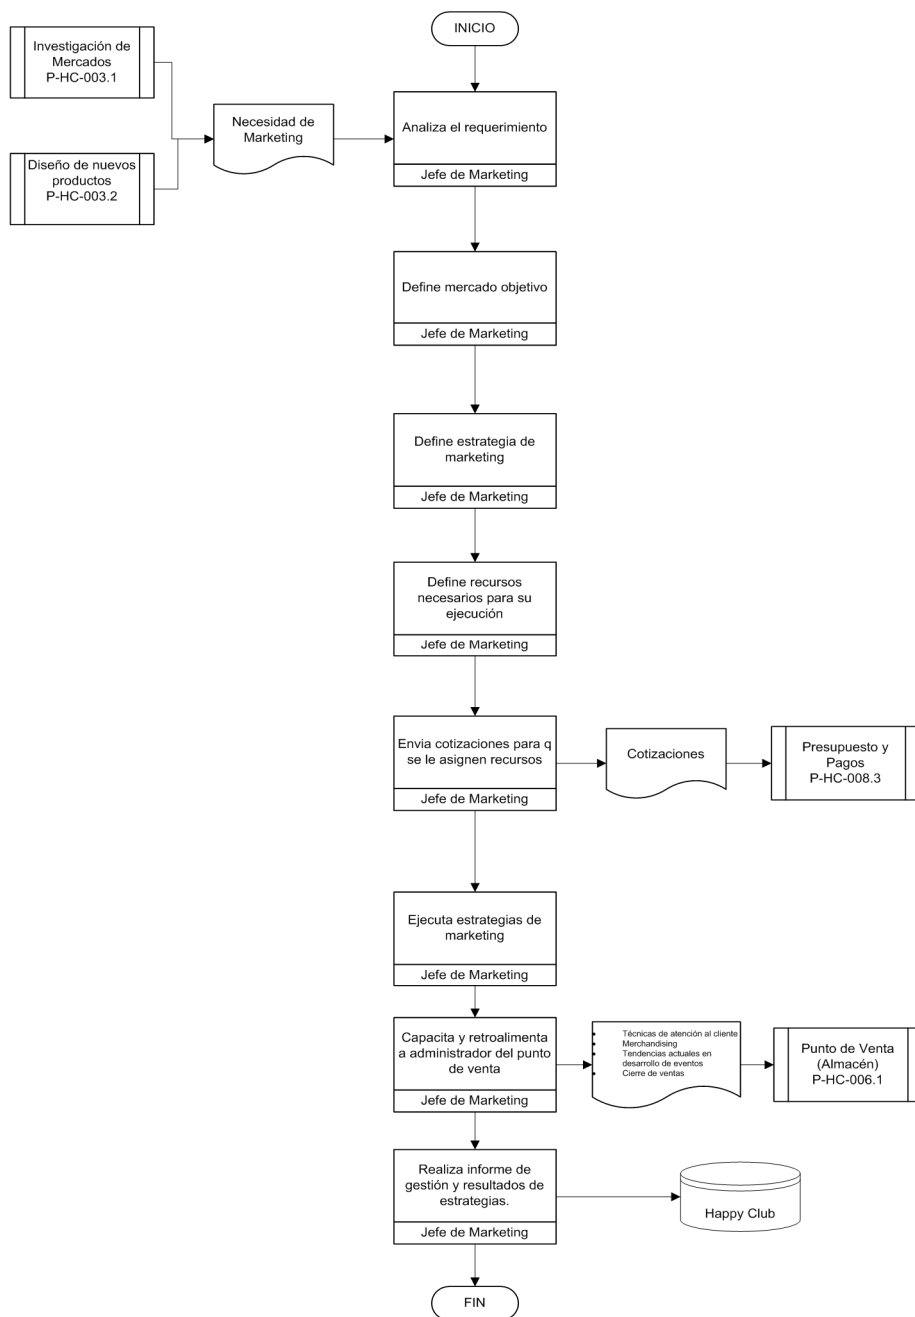 INICIO
Investigación de
Mercados
P-HC-003.1
Necesidad de
Marketing
Analiza el requerimiento
Jefe de Marketing
Diseño de nuevos
productos
P-HC-003.2
Define mercado objetivo
Jefe de Marketing
Define estrategia de
marketing
Jefe de Marketing
Define recursos
necesarios para su
ejecución
Jefe de Marketing
Envia cotizaciones para q
se le asignen recursos
Jefe de Marketing
Cotizaciones
Presupuesto y
Pagos
P-HC-008.3
Ejecuta estrategias de
marketing
Jefe de Marketing
Capacita y retroalimenta
a administrador del punto
de venta
Jefe de Marketing
• Técnicas de atención al cliente
• Merchandising
• Tendencias actuales en
desarrollo de eventos
• Cierre de ventas
Punto de Venta
(Almacén)
P-HC-006.1
Realiza informe de
gestión y resultados de
estrategias.
Jefe de Marketing
Happy Club
FIN